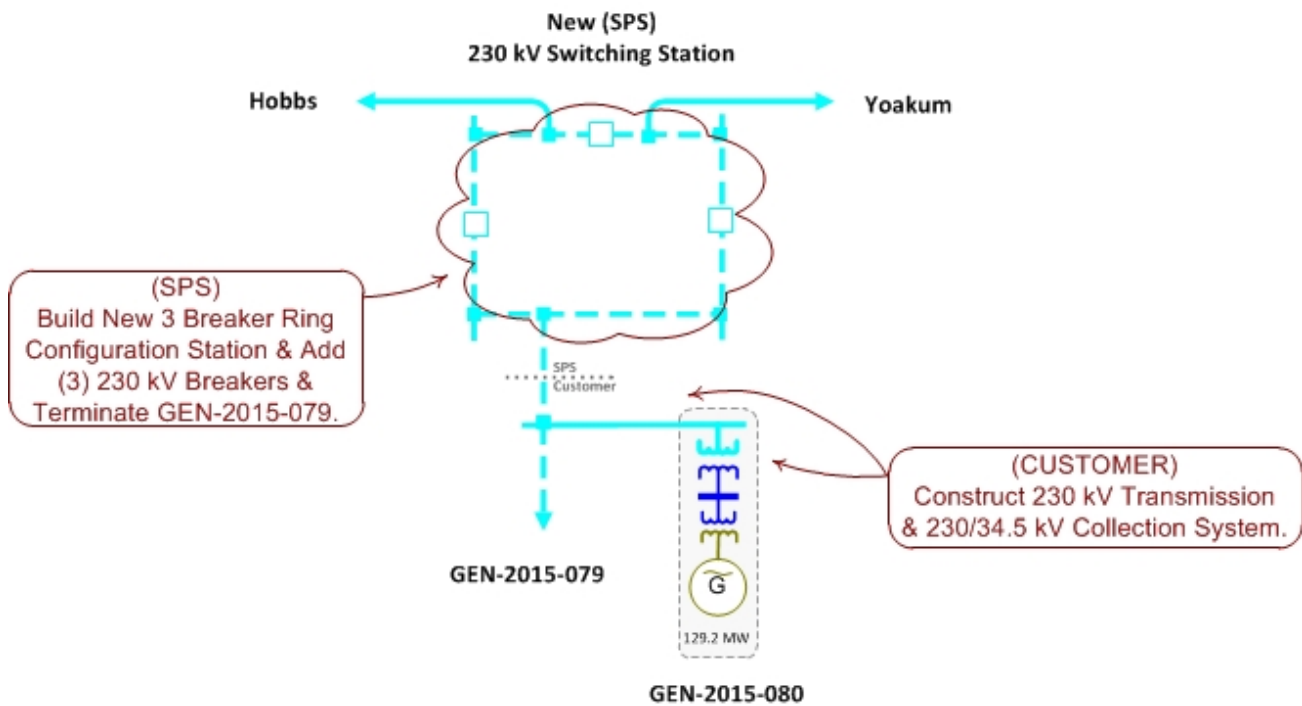 New (SPS)
230 kV Switching Station
Hobbs
Yoakum
(SPS)
Build New 3 Breaker Ring
Configuration Station & Add
(3) 230 kV Breakers &
Terminate GEN-2015-079.
SPS
Customer
(CUSTOMER)
Construct 230 kV Transmission
& 230/34.5 kV Collection System.
GEN-2015-079
G
129.2 MW
GEN-2015-080